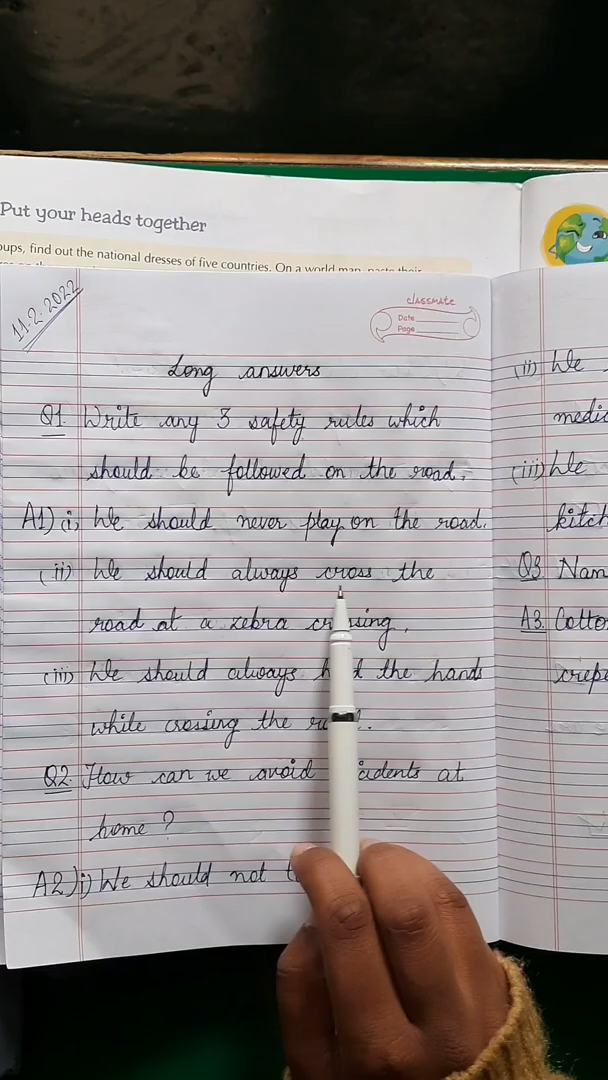 Put your heads together
oups, find out the national dresses of five countries. On a world map, paste their
11.2.2022
classmate
Date
Page
Long answers
Q1. Write any 3 safety rules which
should be followed on the road.
A1) (i) We should never play on the road.
(ii) We should always cross the
road at a zebra crossing.
(iii) We should always the hands
while crossing the
Q2. How can we avoid at
home ?
A2) i) We should not
(ii) We
medic
(iii) We
kitch
Q3 Nam
A3. Cotto
crepe